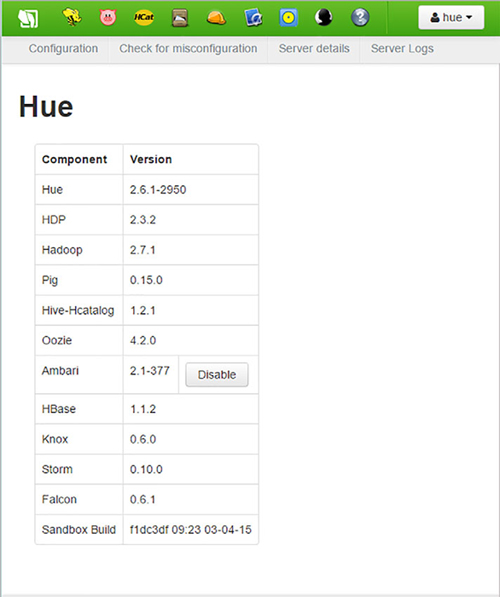 HCat
hue
Configuration Check for misconfiguration Server details Server Logs
Hue
Component Version
Hue 2.6.1-2950
HDP 2.3.2
Hadoop 2.7.1
Pig 0.15.0
Hive-Hcatalog 1.2.1
Oozie 4.2.0
Ambari 2.1-377 Disable
HBase 1.1.2
Knox 0.6.0
Storm 0.10.0
Falcon 0.6.1
Sandbox Build f1dc3df 09:23 03-04-15